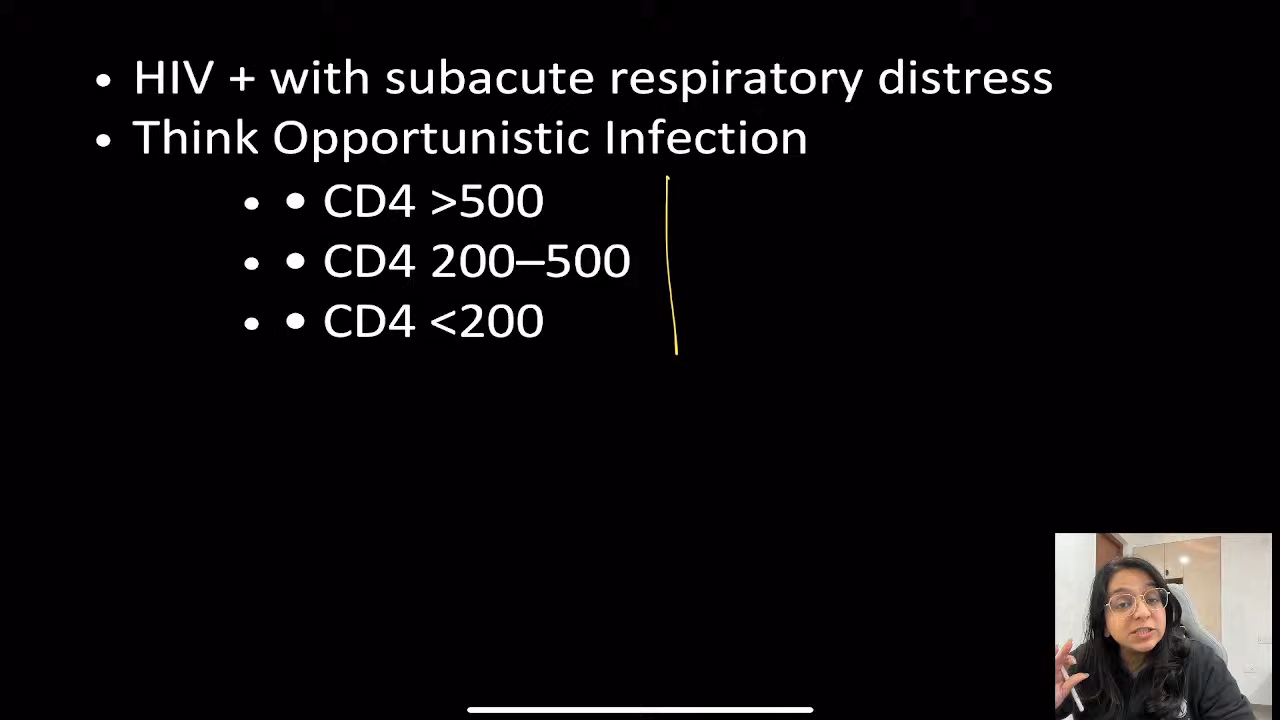 • HIV + with subacute respiratory distress
• Think Opportunistic Infection
• • CD4 >500
• • CD4 200–500
• • CD4 <200